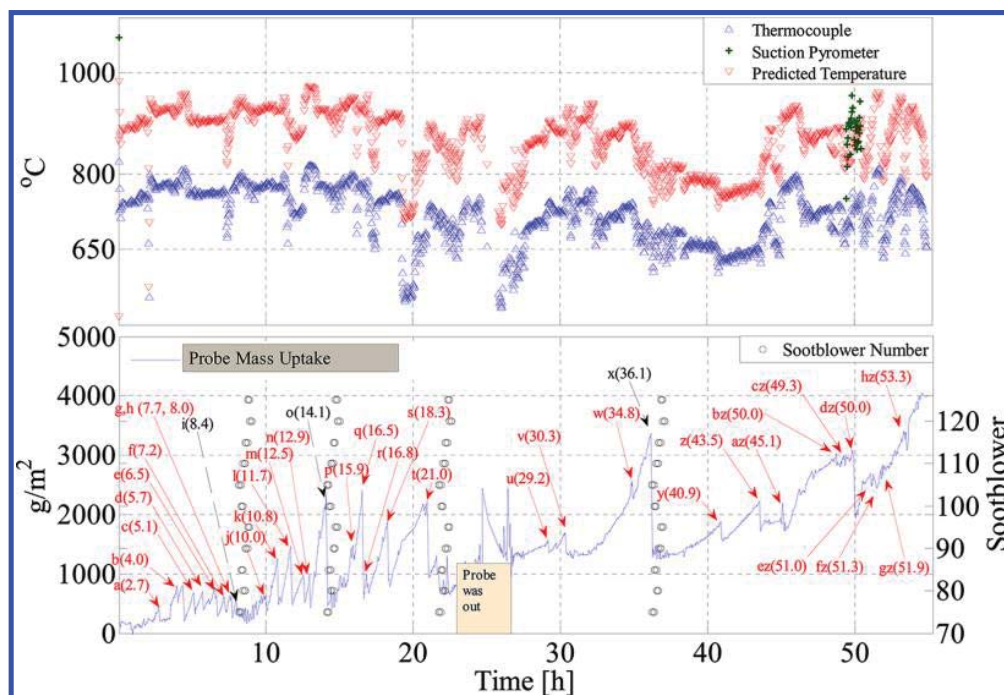 Thermocouple
Suction Pyrometer
Predicted Temperature
1000
800
650
°C
10
20
30
40
50
5000
4000
3000
2000
1000
0
g/m²
Probe Mass Uptake
Sootblower Number
g,h (7.7, 8.0)
i(8.4)
f(7.2)
e(6.5)
d(5.7)
c(5.1)
b(4.0)
a(2.7)
o(14.1)
n(12.9)
m(12.5)
l(11.7)
k(10.8)
j(10.0)
s(18.3)
q(16.5)
r(16.8)
p(15.9)
t(21.0)
Probe
was
out
v(30.3)
u(29.2)
x(36.1)
w(34.8)
y(40.9)
z(43.5)
az(45.1)
bz(50.0)
cz(49.3)
dz(50.0)
hz(53.3)
ez(51.0)
fz(51.3)
gz(51.9)
120
110
100
90
80
70
Sootblower
10
20
30
40
50
Time [h]